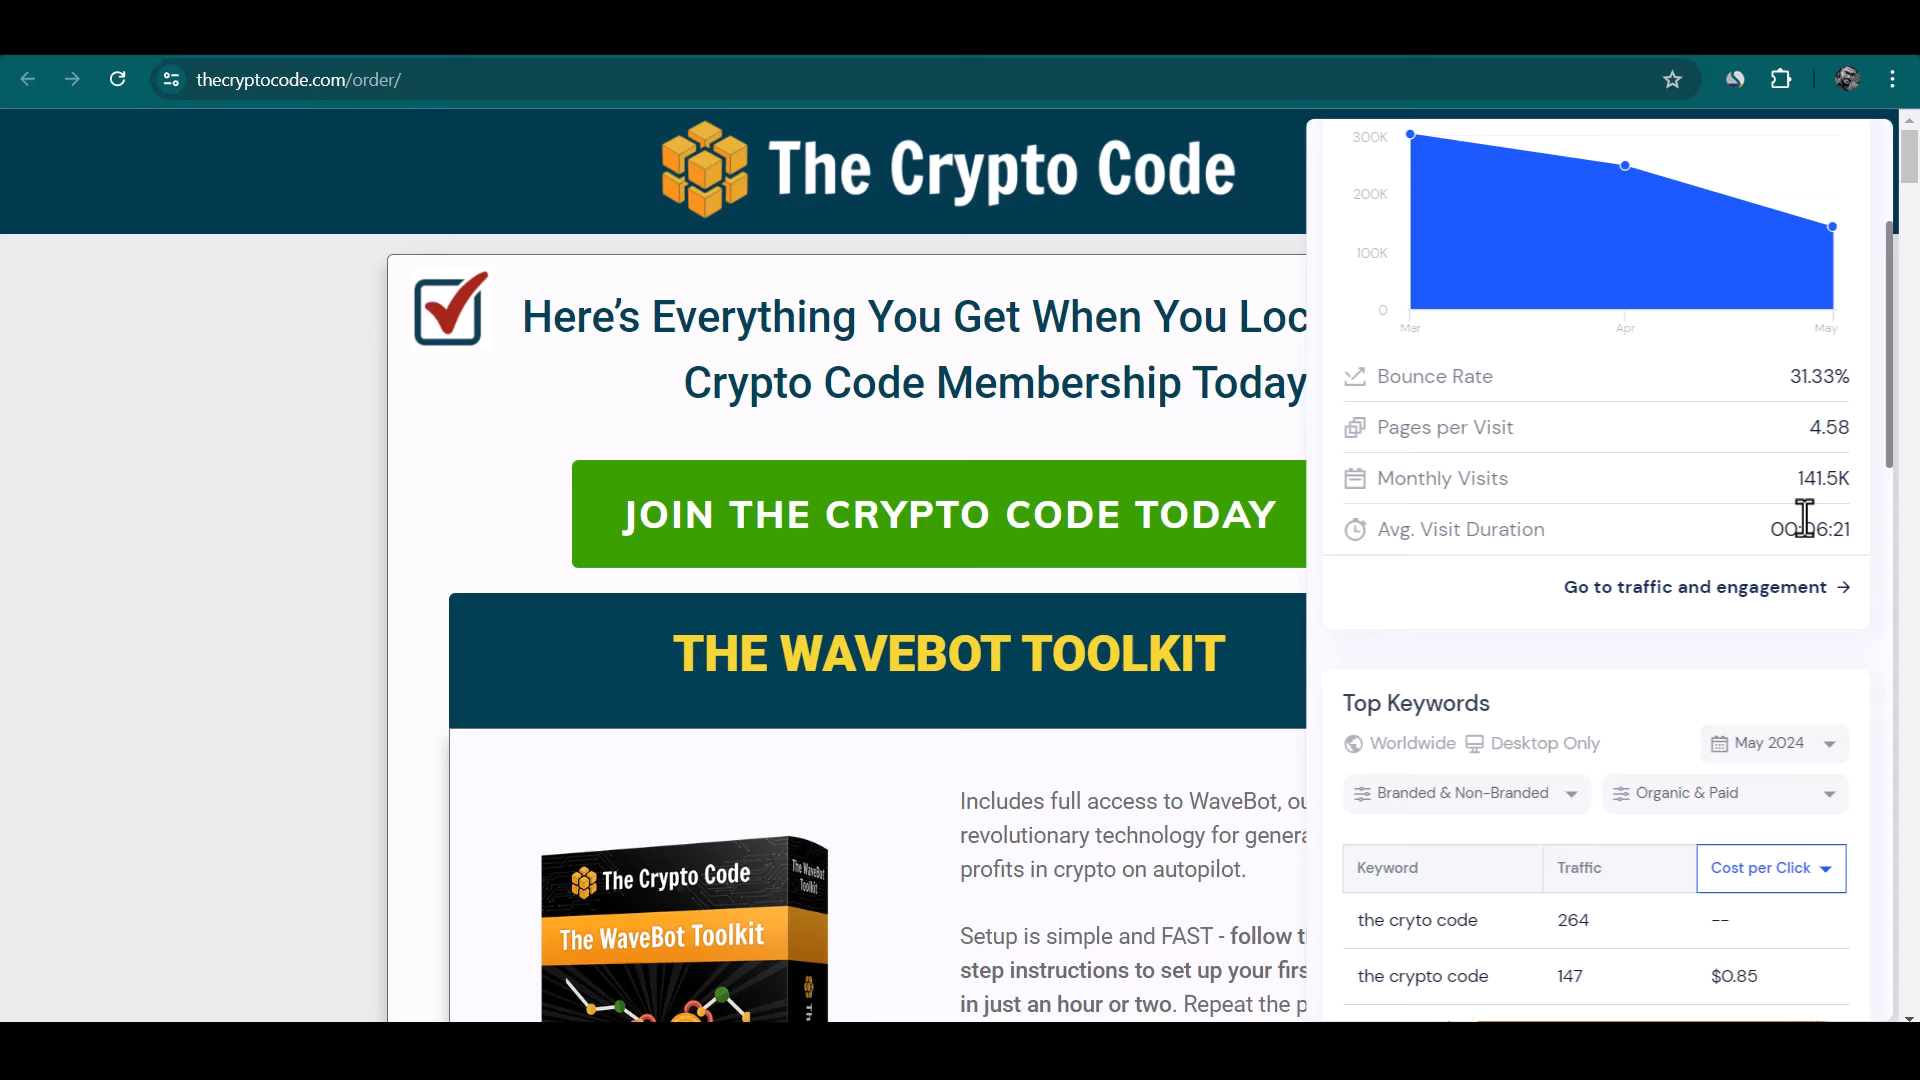 thecryptocode.com/order/
The Crypto Code
Here's Everything You Get When You Loc
Crypto Code Membership Today
JOIN THE CRYPTO CODE TODAY
THE WAVEBOT TOOLKIT
The Crypto Code
The WaveBot Toolkit
The WaveBot
Toolkit
Includes full access to WaveBot, ou
revolutionary technology for genera
profits in crypto on autopilot.
Setup is simple and FAST - follow t
step instructions to set up your firs
in just an hour or two. Repeat the p
300K
200K
100K
0
Mar
Apr
May
Bounce Rate 31.33%
Pages per Visit 4.58
Monthly Visits 141.5K
Avg. Visit Duration 00:06:21
Go to traffic and engagement →
Top Keywords
Worldwide Desktop Only May 2024
Branded & Non-Branded Organic & Paid
Keyword Traffic Cost per Click
the cryto code 264 --
the crypto code 147 $0.85